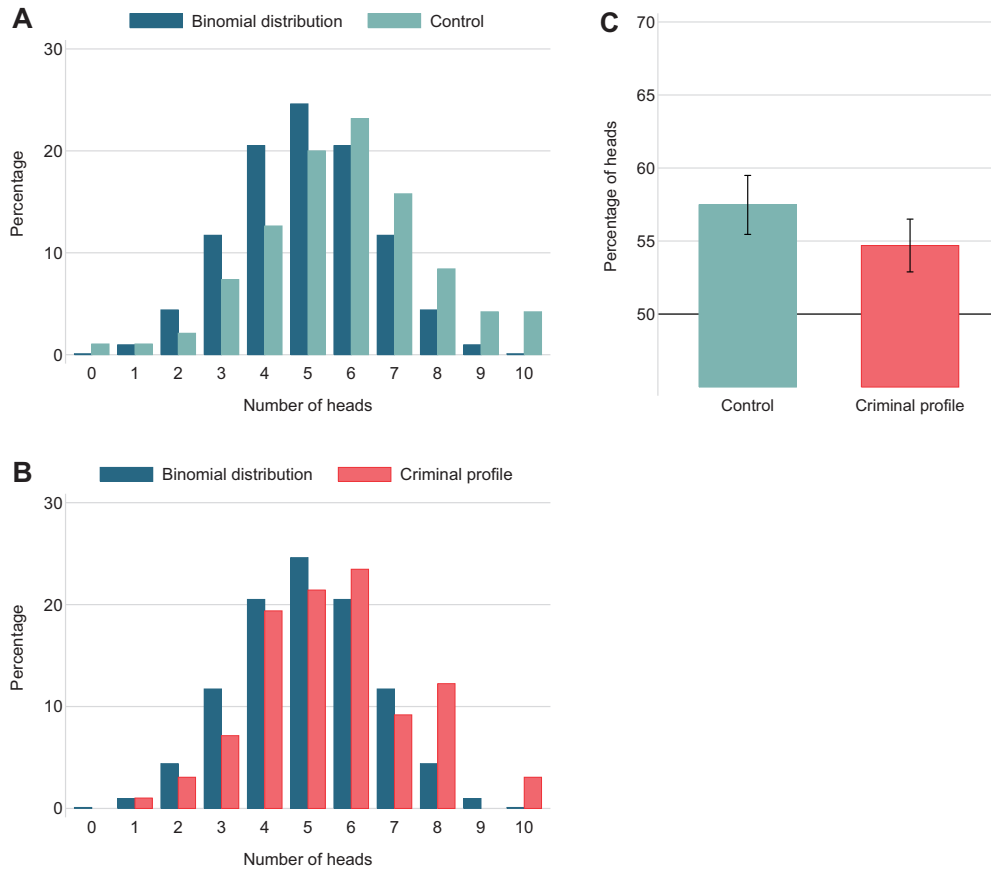 A
Binomial distribution Control
30
20
10
0
Percentage
0 1 2 3 4 5 6 7 8 9 10
Number of heads
C
70
65
60
55
50
Percentage of heads
Control Criminal profile
B
Binomial distribution Criminal profile
30
20
10
0
Percentage
0 1 2 3 4 5 6 7 8 9 10
Number of heads